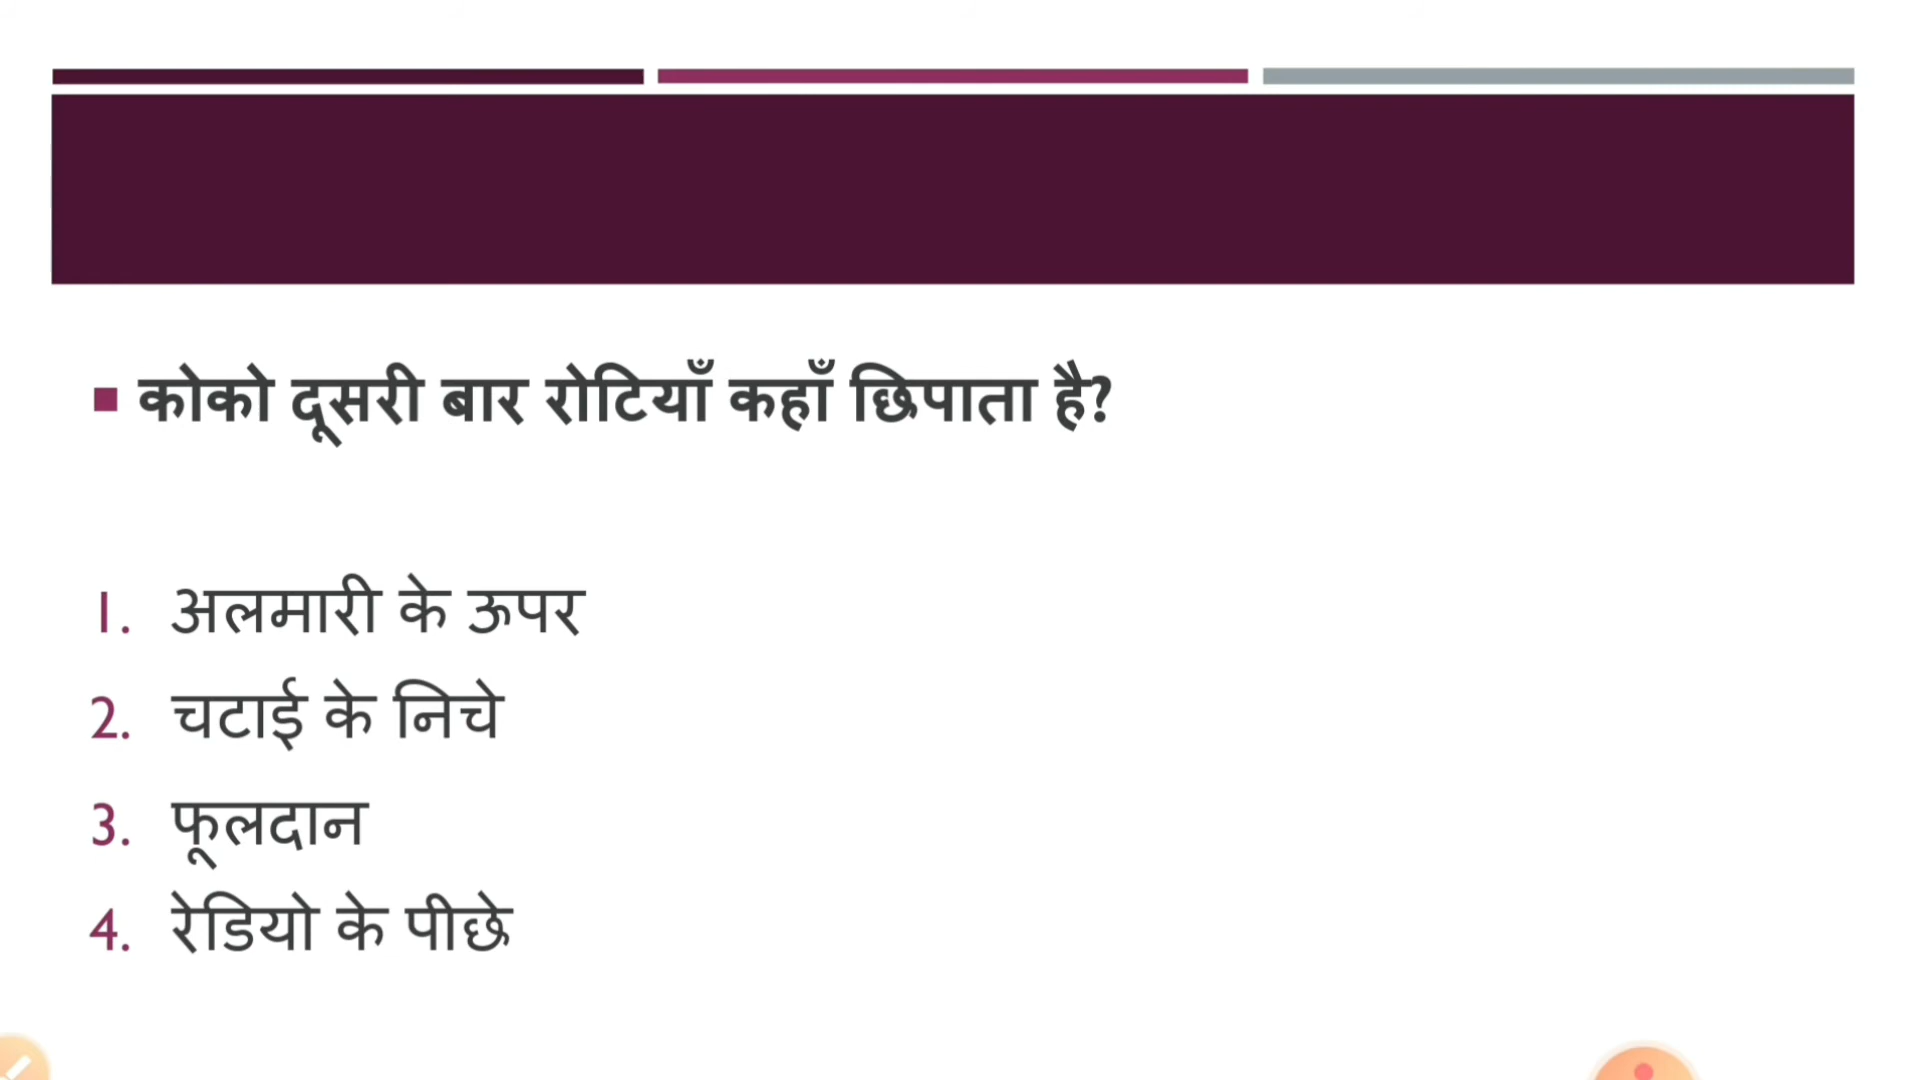 कोको दूसरी बार रोटियाँ कहाँ छिपाता है?
1. अलमारी के ऊपर
2. चटाई के निचे
3. फूलदान
4. रेडियो के पीछे